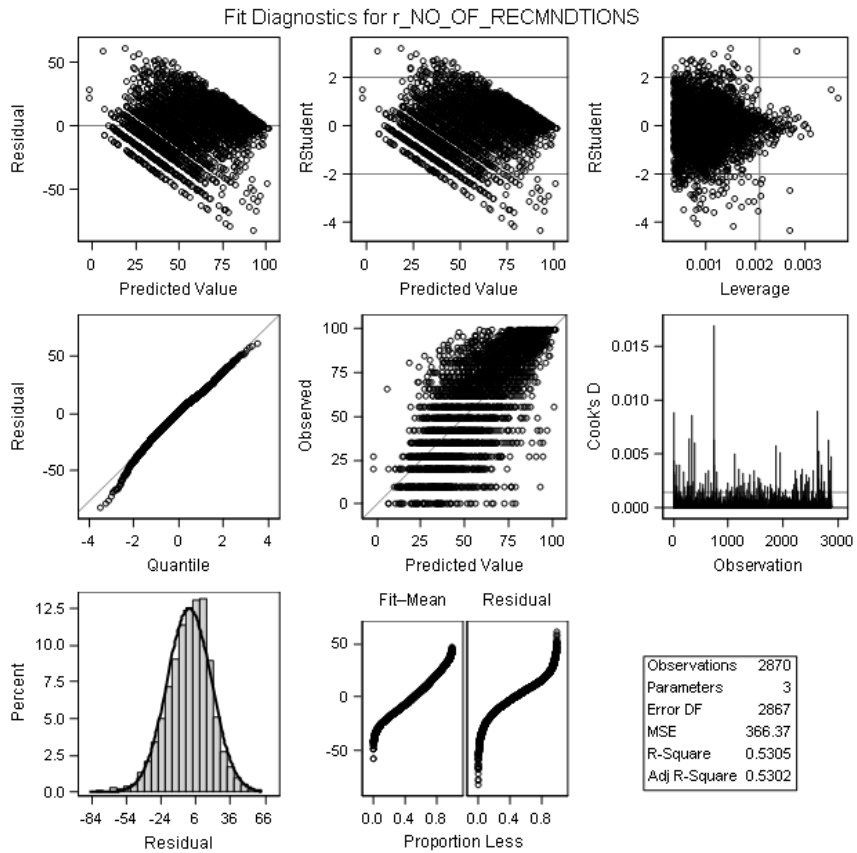 Fit Diagnostics for r_NO_OF_RECMNDTIONS
50
0
-50
Residual
0 25 50 75 100
Predicted Value
2
0
-2
-4
RStudent
0 25 50 75 100
Predicted Value
2
0
-2
-4
RStudent
0.001 0.002 0.003
Leverage
50
0
-50
Residual
-4 -2 0 2 4
Quantile
100
75
50
25
0
Observed
0 25 50 75 100
Predicted Value
0.015
0.010
0.005
0.000
Cook's D
0 1000 2000 3000
Observation
12.5
10.0
7.5
5.0
2.5
0.0
Percent
-84 -54 -24 6 36 66
Residual
Fit–Mean Residual
50
0
-50
0.0 0.4 0.8 0.0 0.4 0.8
Proportion Less
Observations 2870
Parameters 3
Error DF 2867
MSE 366.37
R-Square 0.5305
Adj R-Square 0.5302